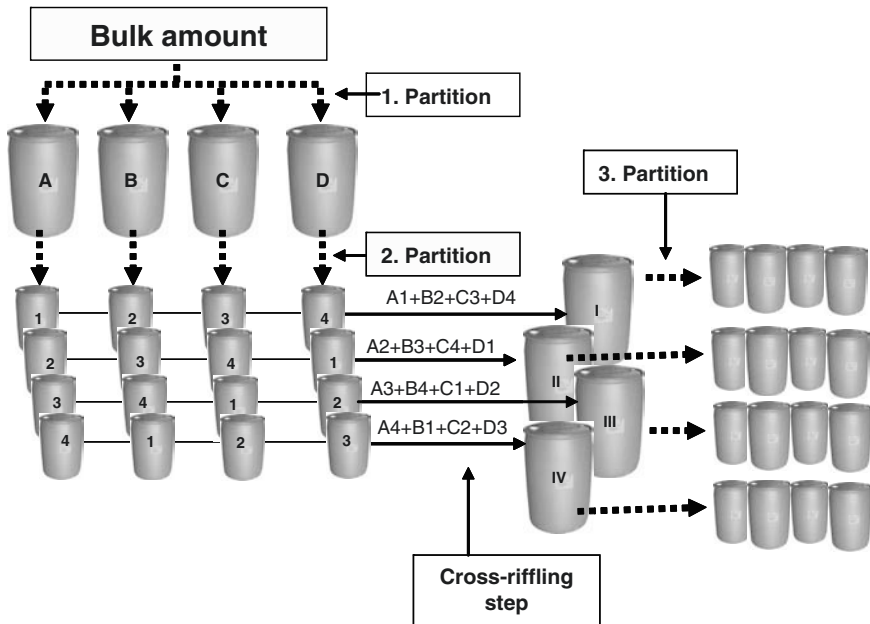 Bulk amount
1. Partition
A B C D
3. Partition
2. Partition
1 2 3 4 A1+B2+C3+D4 I
2 3 4 1 A2+B3+C4+D1 II
3 4 1 2 A3+B4+C1+D2 III
4 1 2 3 A4+B1+C2+D3 IV
Cross-riffling
step